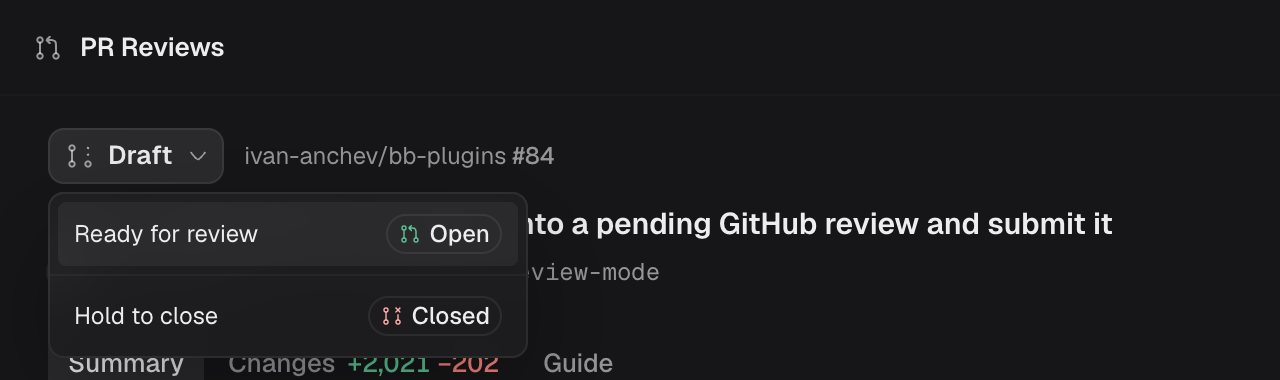 PR Reviews
Draft ivan-anchev/bb-plugins #84
Ready for review Open
nto a pending GitHub review and submit it
view-mode
Hold to close Closed
Summary Changes +2,021 −202 Guide